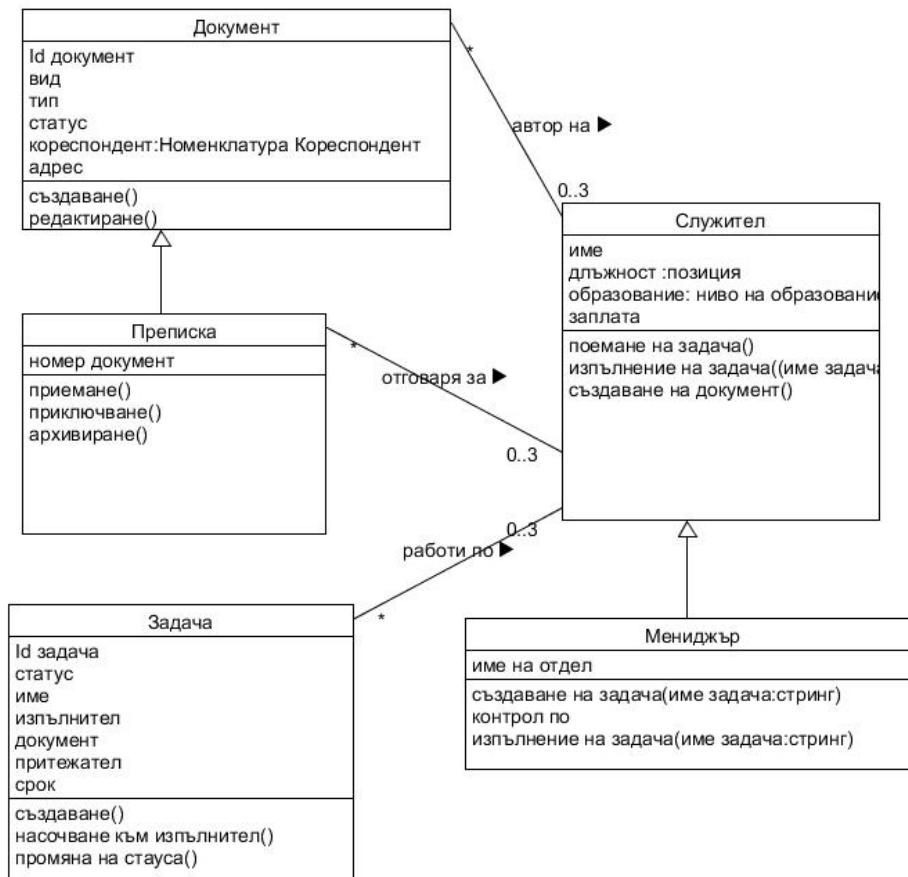 Документ
Id документ
вид
тип
статус
кореспондент:Номенклатура Кореспондент
адрес
създаване()
редактиране()
*
автор на ▶
0..3
Служител
име
длъжност :позиция
образование: ниво на образование
заплата
поемане на задача()
изпълнение на задача((име задача
създаване на документ()
Преписка
номер документ
приемане()
приключване()
архивиране()
*
отговаря за ▶
0..3
0..3
работи по ▶
*
Задача
Id задача
статус
име
изпълнител
документ
притежател
срок
създаване()
насочване към изпълнител()
промяна на стауса()
Мениджър
име на отдел
създаване на задача(име задача:стринг)
контрол по
изпълнение на задача(име задача:стринг)